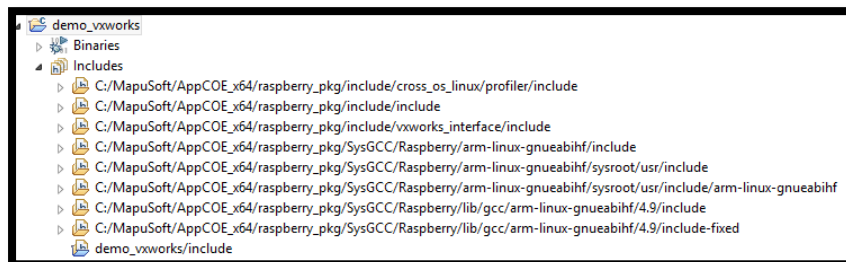 demo_vxworks
Binaries
Includes
C:/MapuSoft/AppCOE_x64/raspberry_pkg/include/cross_os_linux/profiler/include
C:/MapuSoft/AppCOE_x64/raspberry_pkg/include/include
C:/MapuSoft/AppCOE_x64/raspberry_pkg/include/vxworks_interface/include
C:/MapuSoft/AppCOE_x64/raspberry_pkg/SysGCC/Raspberry/arm-linux-gnueabihf/include
C:/MapuSoft/AppCOE_x64/raspberry_pkg/SysGCC/Raspberry/arm-linux-gnueabihf/sysroot/usr/include
C:/MapuSoft/AppCOE_x64/raspberry_pkg/SysGCC/Raspberry/arm-linux-gnueabihf/sysroot/usr/include/arm-linux-gnueabihf
C:/MapuSoft/AppCOE_x64/raspberry_pkg/SysGCC/Raspberry/lib/gcc/arm-linux-gnueabihf/4.9/include
C:/MapuSoft/AppCOE_x64/raspberry_pkg/SysGCC/Raspberry/lib/gcc/arm-linux-gnueabihf/4.9/include-fixed
demo_vxworks/include